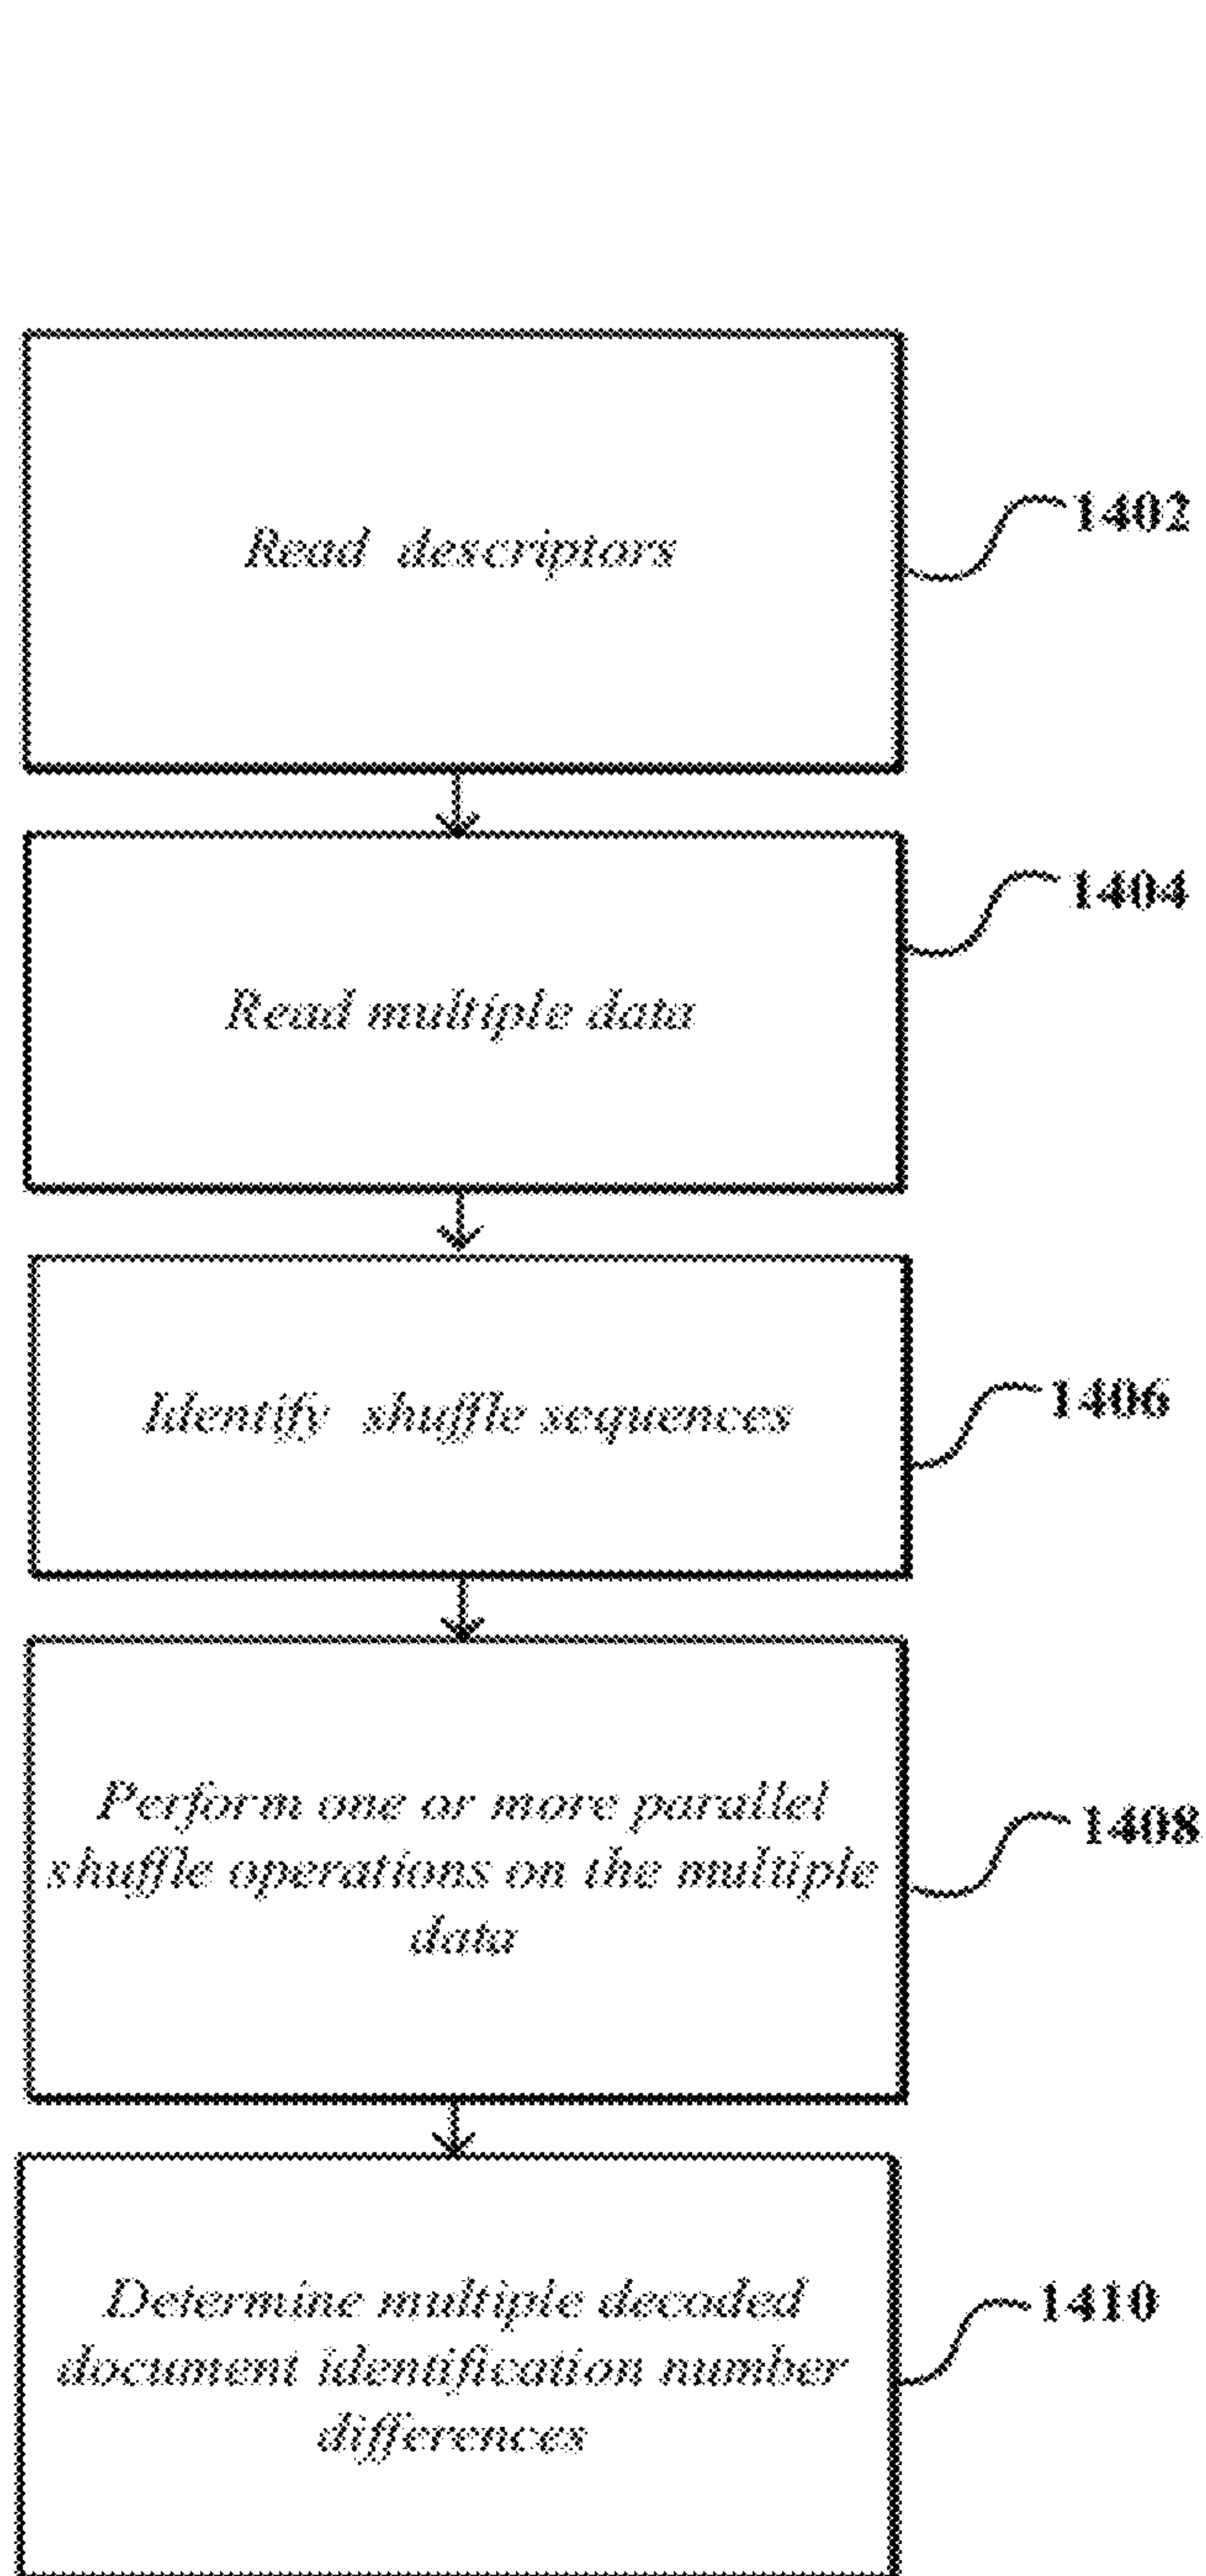 Read descriptors
1402
Read multiple data
1404
Identify shuffle sequences
1406
Perform one or more parallel
shuffle operations on the multiple
data
1408
Determine multiple decoded
document identification number
differences
1410